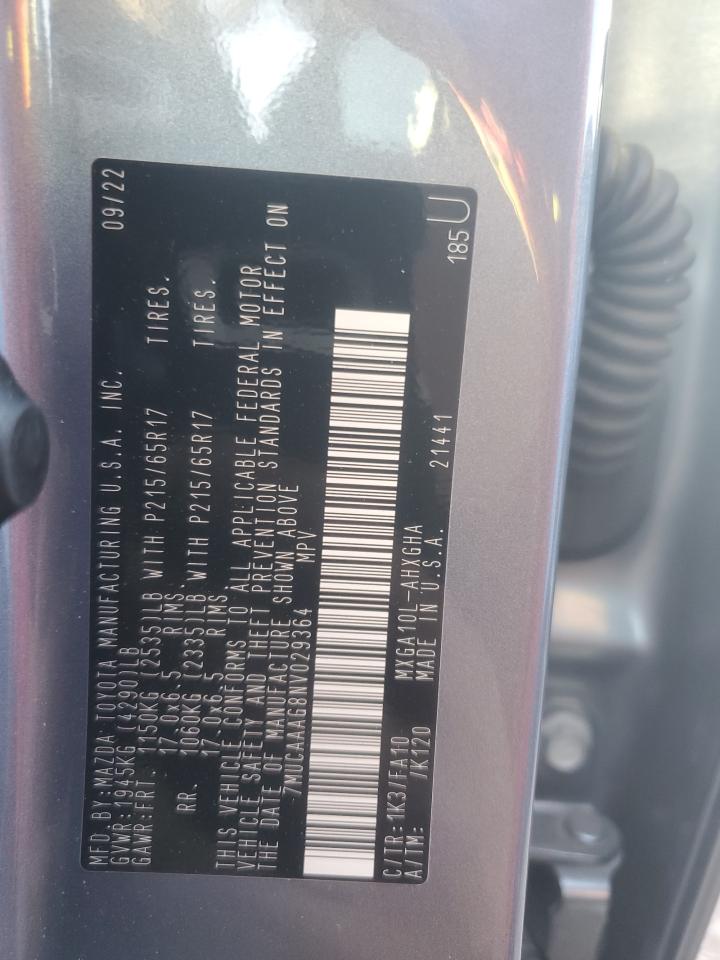 MFD.BY:MAZDA TOYOTA MANUFACTURING U.S.A. INC. 09/22
GVWR:1945KG (4290)LB
GAWR:FRT. 1150KG (2535)LB WITH P215/65R17 TIRES.
17.0x6.5 RIMS.
RR. 1060KG (2335)LB WITH P215/65R17 TIRES.
17.0x6.5 RIMS.
THIS VEHICLE CONFORMS TO ALL APPLICABLE FEDERAL MOTOR
VEHICLE SAFETY AND THEFT PREVENTION STANDARDS IN EFFECT ON
THE DATE OF MANUFACTURE SHOWN ABOVE
7MUCAAAG8NV029364 MPV
C/TR:1K3/FA10 MXGA10L-AHXGHA
A/TM: /K120 MADE IN U.S.A. 21441 185 U